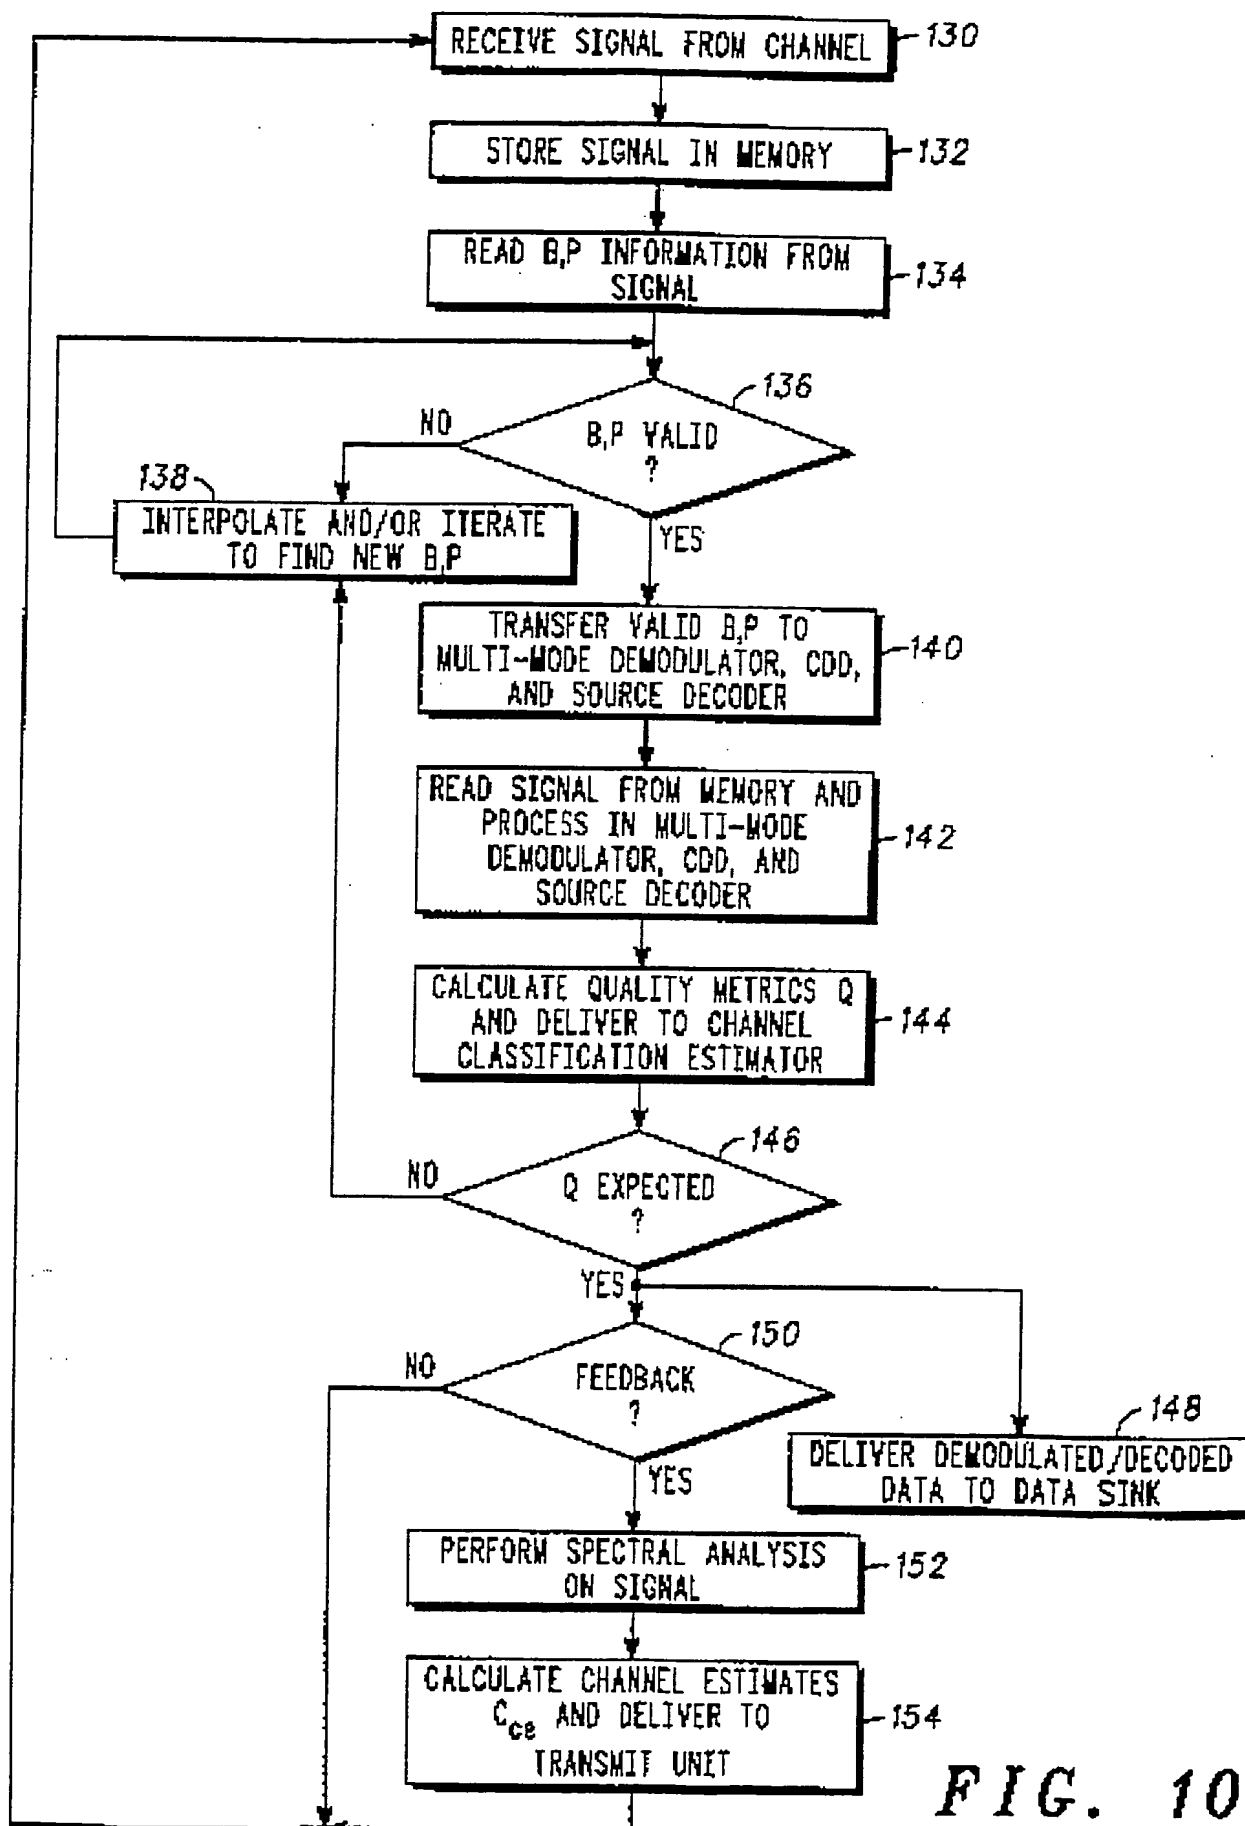 RECEIVE SIGNAL FROM CHANNEL
130
STORE SIGNAL IN MEMORY
132
READ B,P INFORMATION FROM
SIGNAL
134
136
B,P VALID
?
NO
YES
138
INTERPOLATE AND/OR ITERATE
TO FIND NEW B,P
TRANSFER VALID B,P TO
MULTI-MODE DEMODULATOR, CDD,
AND SOURCE DECODER
140
READ SIGNAL FROM MEMORY AND
PROCESS IN MULTI-MODE
DEMODULATOR, CDD, AND
SOURCE DECODER
142
CALCULATE QUALITY METRICS Q
AND DELIVER TO CHANNEL
CLASSIFICATION ESTIMATOR
144
146
Q EXPECTED
?
NO
YES
150
FEEDBACK
?
NO
YES
148
DELIVER DEMODULATED/DECODED
DATA TO DATA SINK
PERFORM SPECTRAL ANALYSIS
ON SIGNAL
152
CALCULATE CHANNEL ESTIMATES
Cce AND DELIVER TO
TRANSMIT UNIT
154
FIG. 10